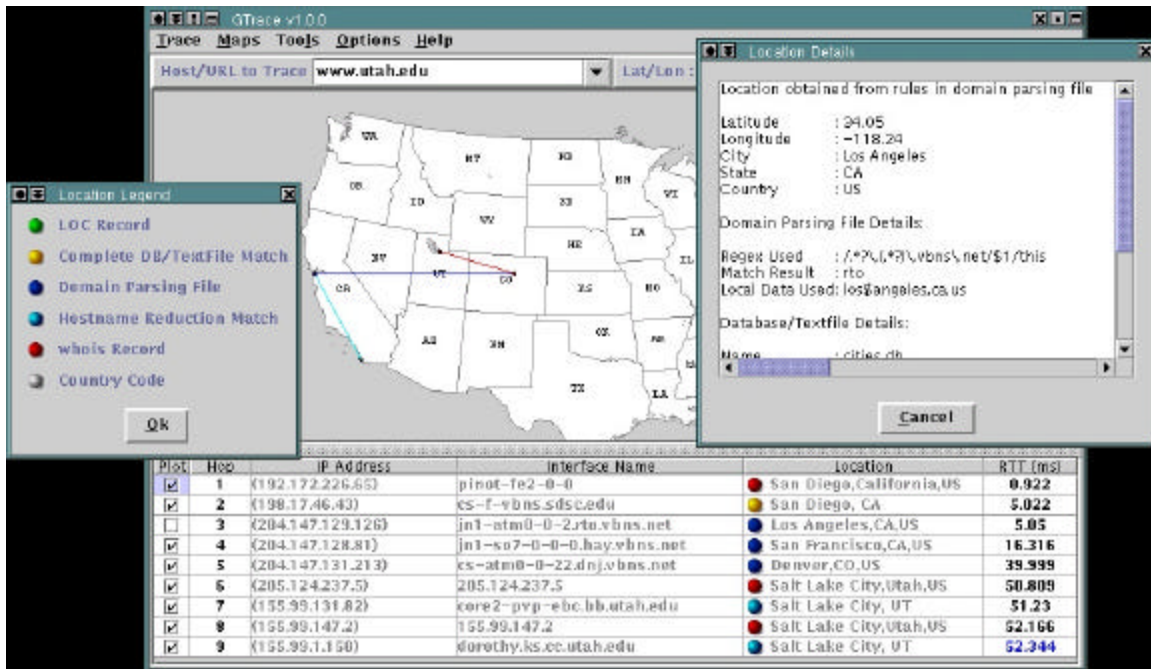 GTrace v1.0.0
Trace Maps Tools Options Help
Host/URL to Trace www.utah.edu Lat/Lon :
WA
MT
ND
MN
OR
ID
SD
WI
WY
IA
NE
NV
UT
CO
IL
CA
KS
MO
AZ
NM
OK
AR
TX
LA
Location Legend
LOC Record
Complete DB/TextFile Match
Domain Parsing File
Hostname Reduction Match
whois Record
Country Code
Ok
Location Details
Location obtained from rules in domain parsing file
Latitude : 34.05
Longitude : -118.24
City : Los Angeles
State : CA
Country : US
Domain Parsing File Details:
Regex Used : /.*?\.(.*?)\.vbns\.net/$1/this
Match Result : rto
Local Data Used: los$angeles.ca.us
Database/Textfile Details:
Name : cities.db
Cancel
Plot Hop IP Address Interface Name Location RTT (ms)
1 (192.172.226.65) pinot-fe2-0-0 San Diego,California,US 0.922
2 (198.17.46.43) cs-f-vbns.sdsc.edu San Diego, CA 5.022
3 (204.147.129.126) jn1-atm0-0-2.rto.vbns.net Los Angeles,CA,US 5.05
4 (204.147.128.81) jn1-so7-0-0-0.hay.vbns.net San Francisco,CA,US 16.316
5 (204.147.131.213) cs-atm0-0-22.dnj.vbns.net Denver,CO,US 39.999
6 (205.124.237.5) 205.124.237.5 Salt Lake City,Utah,US 50.809
7 (155.99.131.82) core2-pvp-ebc.bb.utah.edu Salt Lake City, UT 51.23
8 (155.99.147.2) 155.99.147.2 Salt Lake City,Utah,US 52.166
9 (155.99.1.150) dorothy.ks.cc.utah.edu Salt Lake City, UT 52.344